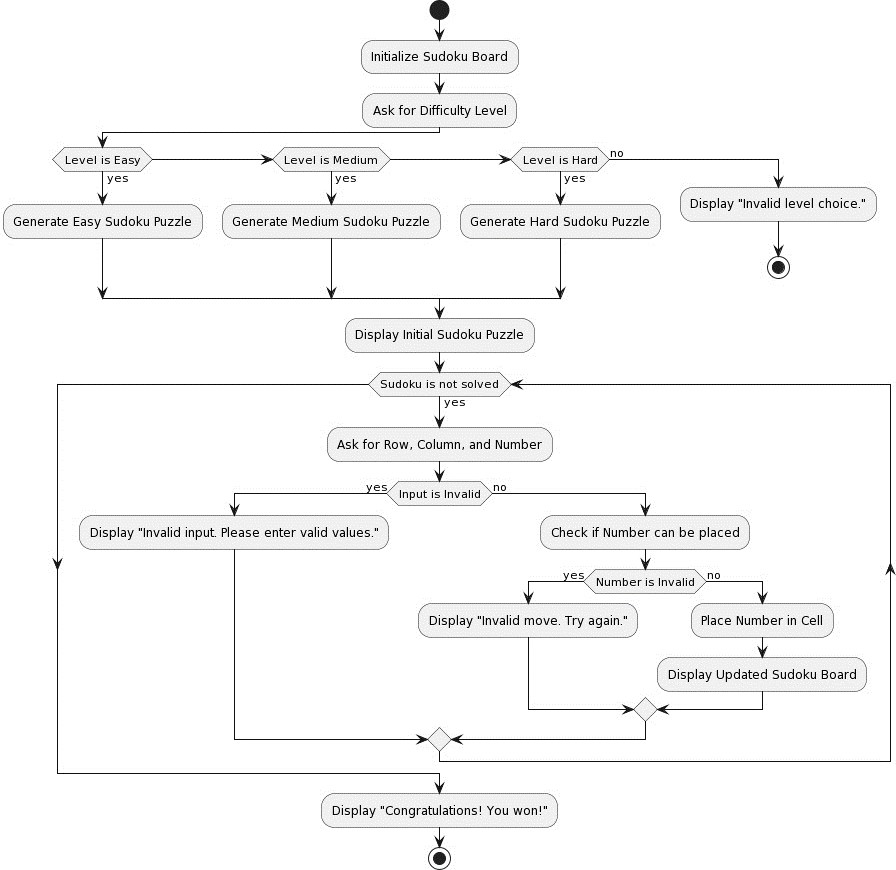 Initialize Sudoku Board
Ask for Difficulty Level
Level is Easy
Level is Medium
Level is Hard
no
yes
yes
yes
Generate Easy Sudoku Puzzle
Generate Medium Sudoku Puzzle
Generate Hard Sudoku Puzzle
Display "Invalid level choice."
Display Initial Sudoku Puzzle
Sudoku is not solved
yes
Ask for Row, Column, and Number
yes
Input is Invalid
no
Display "Invalid input. Please enter valid values."
Check if Number can be placed
yes
Number is Invalid
no
Display "Invalid move. Try again."
Place Number in Cell
Display Updated Sudoku Board
Display "Congratulations! You won!"